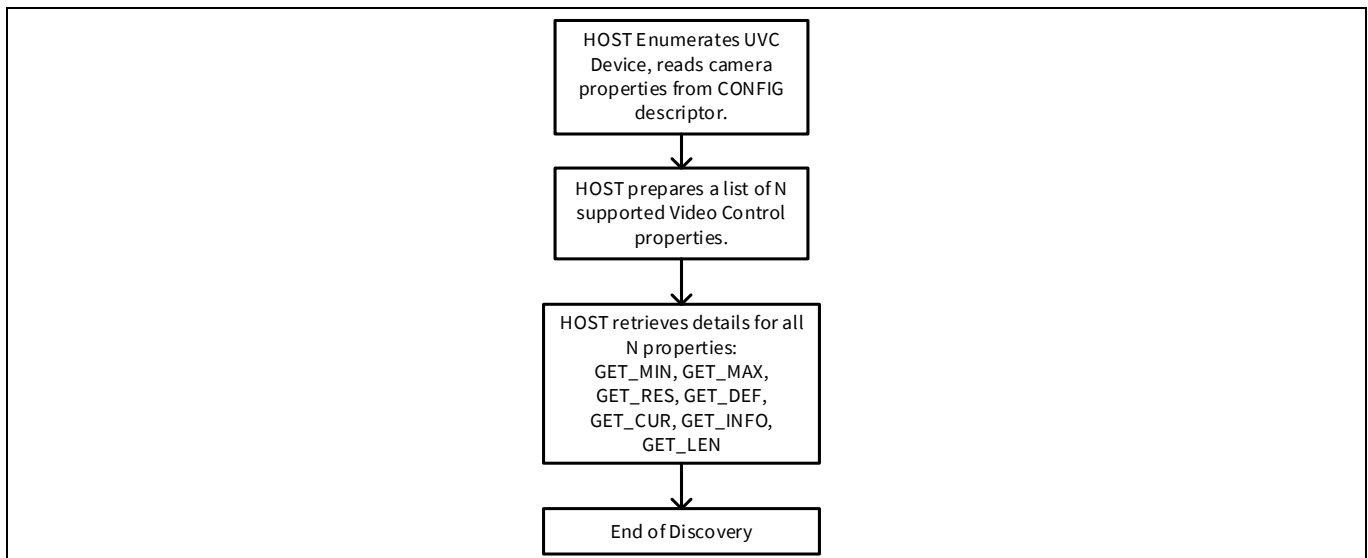 HOST Enumerates UVC
Device, reads camera
properties from CONFIG
descriptor.
HOST prepares a list of N
supported Video Control
properties.
HOST retrieves details for all
N properties:
GET_MIN, GET_MAX,
GET_RES, GET_DEF,
GET_CUR, GET_INFO,
GET_LEN
End of Discovery